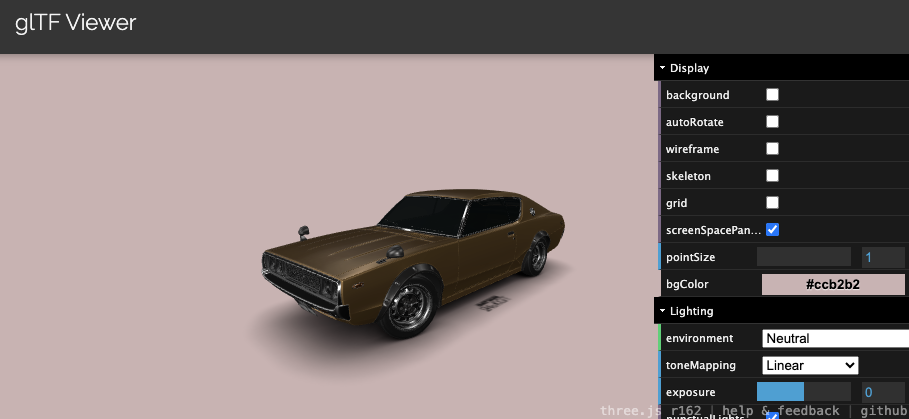 glTF Viewer
Display
background
autoRotate
wireframe
skeleton
grid
screenSpacePan...
pointSize 1
bgColor #ccb2b2
Lighting
environment Neutral
toneMapping Linear
exposure 0
punctualLights
three.js r162 | help & feedback | github